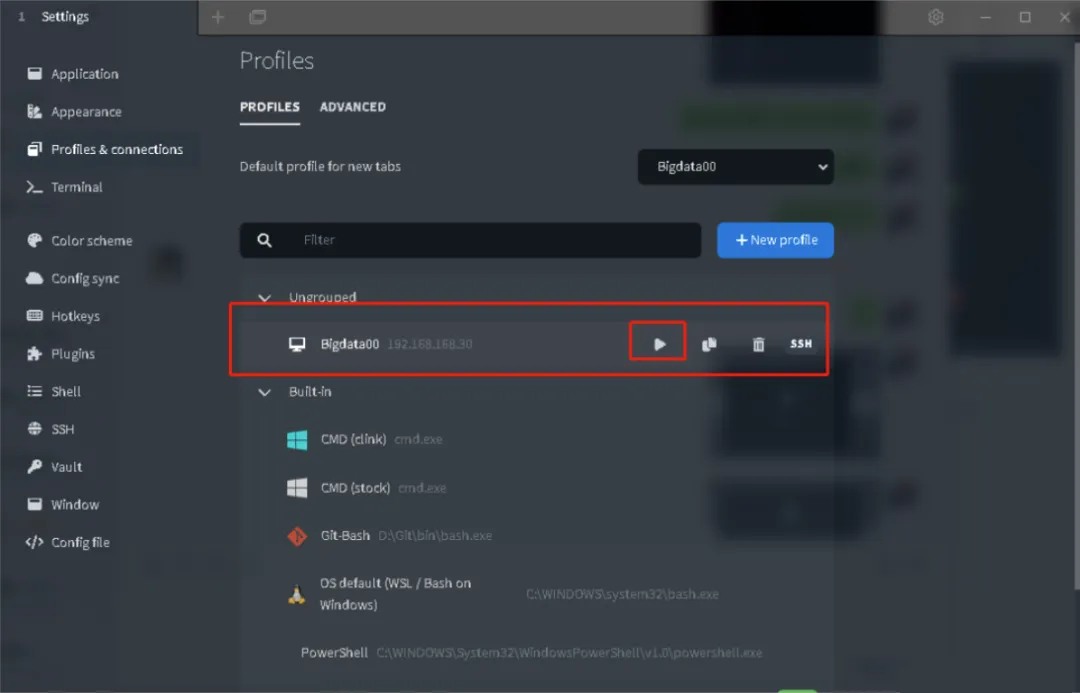 1 Settings
Application
Appearance
Profiles & connections
Terminal
Color scheme
Config sync
Hotkeys
Plugins
Shell
SSH
Vault
Window
Config file
Profiles
PROFILES ADVANCED
Default profile for new tabs Bigdata00
Filter + New profile
Ungrouped
Bigdata00 192.168.168.30 SSH
Built-in
CMD (clink) cmd.exe
CMD (stock) cmd.exe
Git-Bash D:\Git\bin\bash.exe
OS default (WSL / Bash on
Windows) C:\WINDOWS\system32\bash.exe
PowerShell C:\WINDOWS\System32\WindowsPowerShell\v1.0\powershell.exe